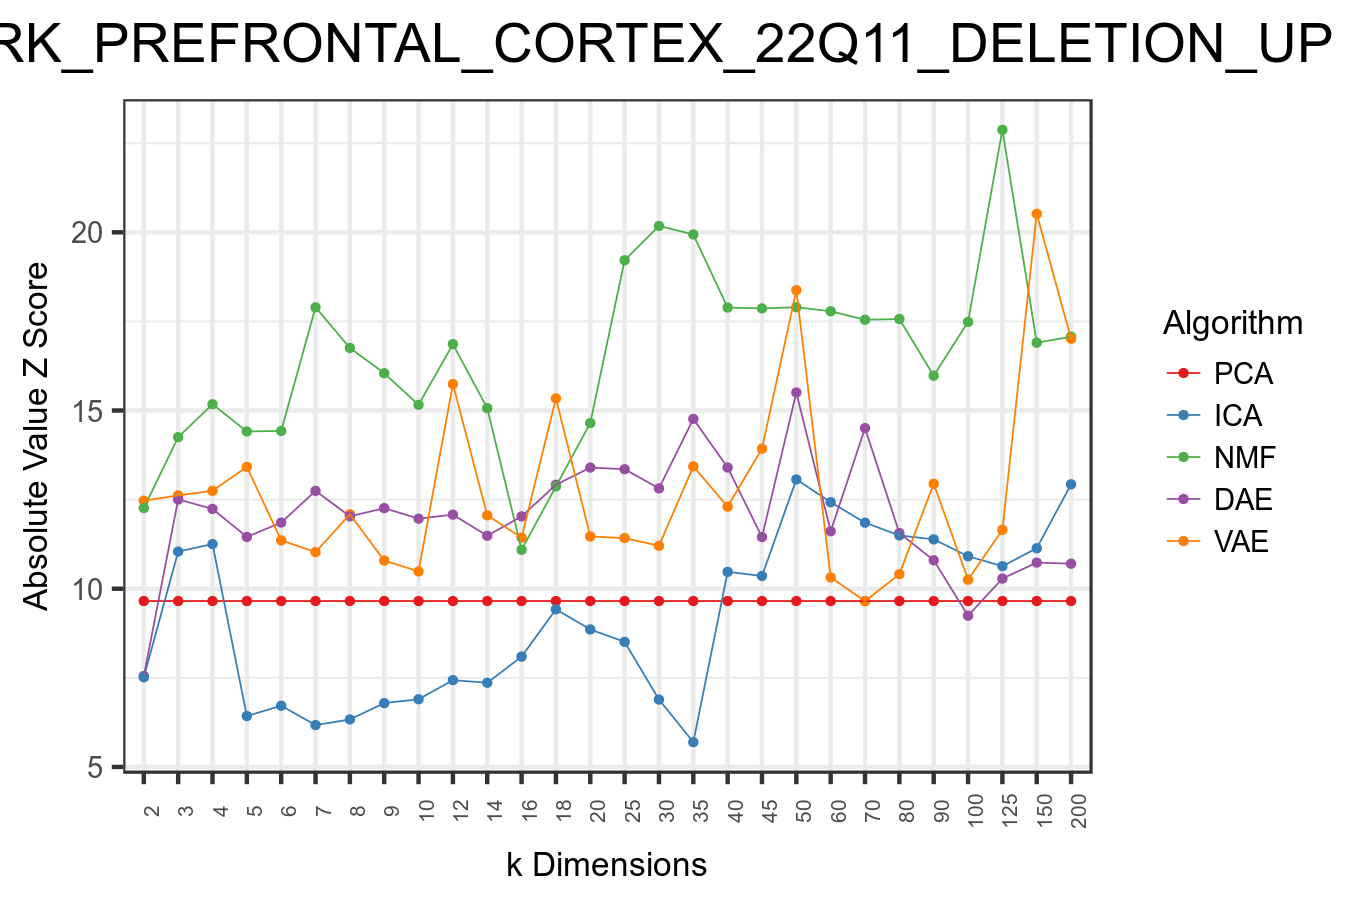 RK_PREFRONTAL_CORTEX_22Q11_DELETION_UP
Absolute Value Z Score
20
15
10
5
2 3 4 5 6 7 8 9 10 12 14 16 18 20 25 30 35 40 45 50 60 70 80 90 100 125 150 200
k Dimensions
Algorithm
PCA
ICA
NMF
DAE
VAE